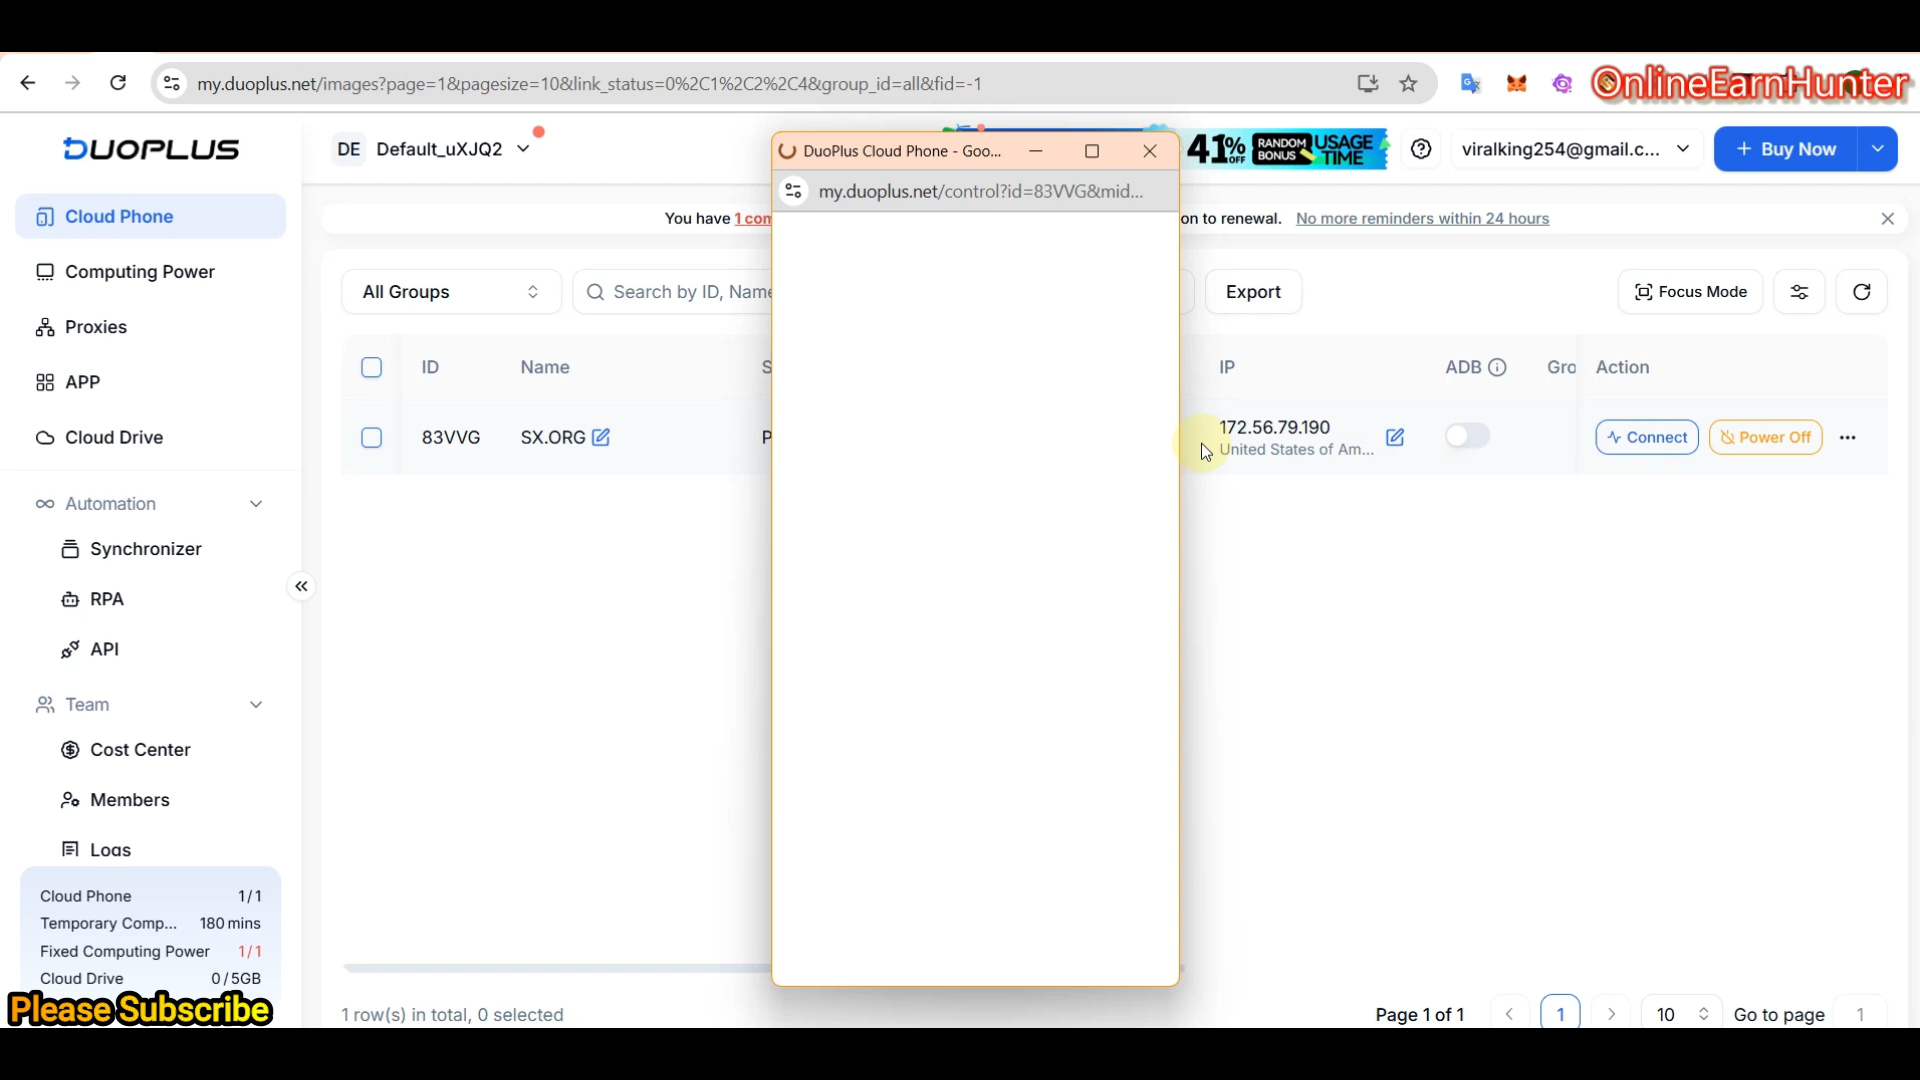 my.duoplus.net/images?page=1&pagesize=10&link_status=0%2C1%2C2%2C4&group_id=all&fid=-1
OnlineEarnHunter
DUOPLUS
DE Default_uXJQ2
41% OFF RANDOM BONUS USAGE TIME
viralking254@gmail.c...
+ Buy Now
DuoPlus Cloud Phone - Goo...
my.duoplus.net/control?id=83VVG&mid...
You have 1 com
on to renewal. No more reminders within 24 hours
Cloud Phone
Computing Power
Proxies
APP
Cloud Drive
Automation
Synchronizer
RPA
API
Team
Cost Center
Members
Logs
Cloud Phone 1/1
Temporary Comp... 180 mins
Fixed Computing Power 1/1
Cloud Drive 0/5GB
Please Subscribe
All Groups
Search by ID, Name
Export
Focus Mode
ID Name S IP ADB Gro Action
83VVG SX.ORG P 172.56.79.190 Connect Power Off ...
United States of Am...
1 row(s) in total, 0 selected
Page 1 of 1 1 10 Go to page 1